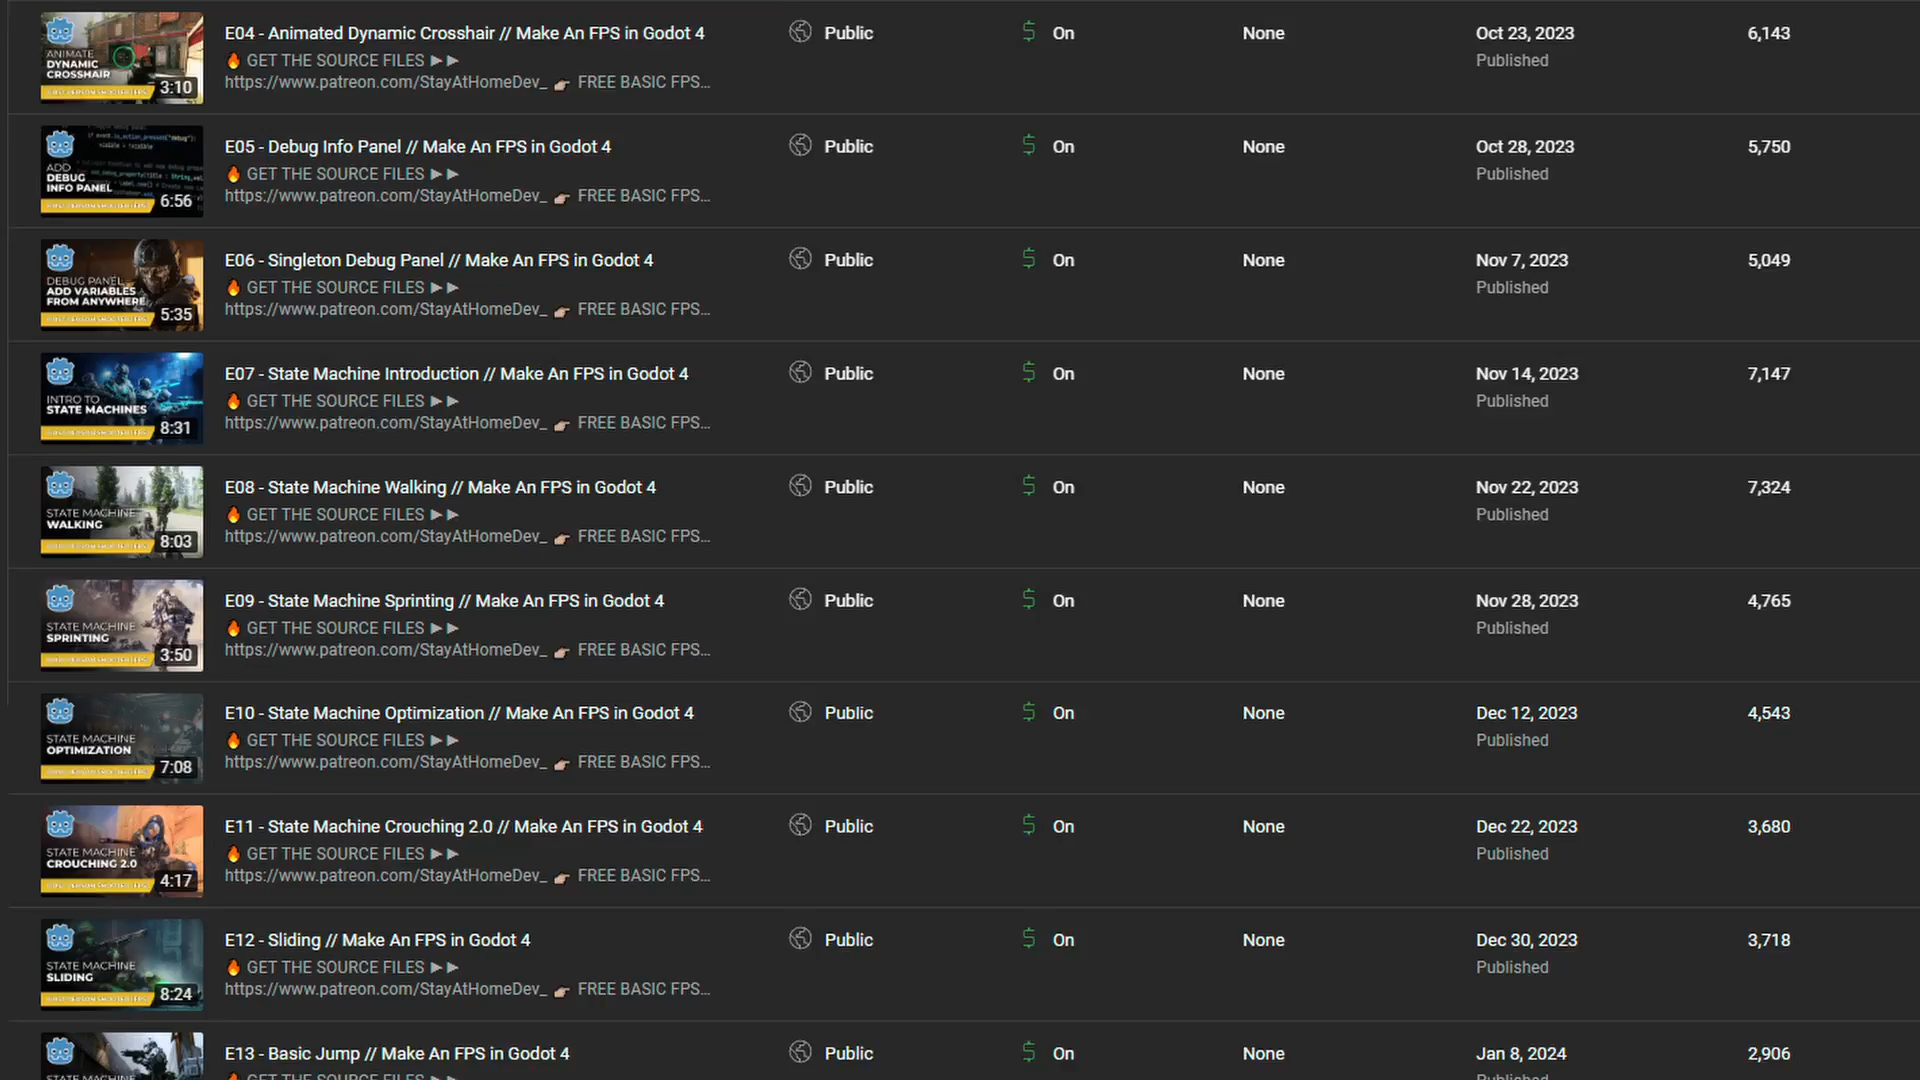 ANIMATE
DYNAMIC
CROSSHAIR
3:10
E04 - Animated Dynamic Crosshair // Make An FPS in Godot 4
🔥 GET THE SOURCE FILES ►►
https://www.patreon.com/StayAtHomeDev_ 👉 FREE BASIC FPS...
Public
On
None
Oct 23, 2023
Published
6,143
ADD
DEBUG
INFO PANEL
6:56
E05 - Debug Info Panel // Make An FPS in Godot 4
🔥 GET THE SOURCE FILES ►►
https://www.patreon.com/StayAtHomeDev_ 👉 FREE BASIC FPS...
Public
On
None
Oct 28, 2023
Published
5,750
DEBUG PANEL
ADD VARIABLES
FROM ANYWHERE
5:35
E06 - Singleton Debug Panel // Make An FPS in Godot 4
🔥 GET THE SOURCE FILES ►►
https://www.patreon.com/StayAtHomeDev_ 👉 FREE BASIC FPS...
Public
On
None
Nov 7, 2023
Published
5,049
INTRO TO
STATE MACHINES
8:31
E07 - State Machine Introduction // Make An FPS in Godot 4
🔥 GET THE SOURCE FILES ►►
https://www.patreon.com/StayAtHomeDev_ 👉 FREE BASIC FPS...
Public
On
None
Nov 14, 2023
Published
7,147
STATE MACHINE
WALKING
8:03
E08 - State Machine Walking // Make An FPS in Godot 4
🔥 GET THE SOURCE FILES ►►
https://www.patreon.com/StayAtHomeDev_ 👉 FREE BASIC FPS...
Public
On
None
Nov 22, 2023
Published
7,324
STATE MACHINE
SPRINTING
3:50
E09 - State Machine Sprinting // Make An FPS in Godot 4
🔥 GET THE SOURCE FILES ►►
https://www.patreon.com/StayAtHomeDev_ 👉 FREE BASIC FPS...
Public
On
None
Nov 28, 2023
Published
4,765
STATE MACHINE
OPTIMIZATION
7:08
E10 - State Machine Optimization // Make An FPS in Godot 4
🔥 GET THE SOURCE FILES ►►
https://www.patreon.com/StayAtHomeDev_ 👉 FREE BASIC FPS...
Public
On
None
Dec 12, 2023
Published
4,543
STATE MACHINE
CROUCHING 2.0
4:17
E11 - State Machine Crouching 2.0 // Make An FPS in Godot 4
🔥 GET THE SOURCE FILES ►►
https://www.patreon.com/StayAtHomeDev_ 👉 FREE BASIC FPS...
Public
On
None
Dec 22, 2023
Published
3,680
STATE MACHINE
SLIDING
8:24
E12 - Sliding // Make An FPS in Godot 4
🔥 GET THE SOURCE FILES ►►
https://www.patreon.com/StayAtHomeDev_ 👉 FREE BASIC FPS...
Public
On
None
Dec 30, 2023
Published
3,718
E13 - Basic Jump // Make An FPS in Godot 4
🔥 GET THE SOURCE FILES ►►
Public
On
None
Jan 8, 2024
Published
2,906